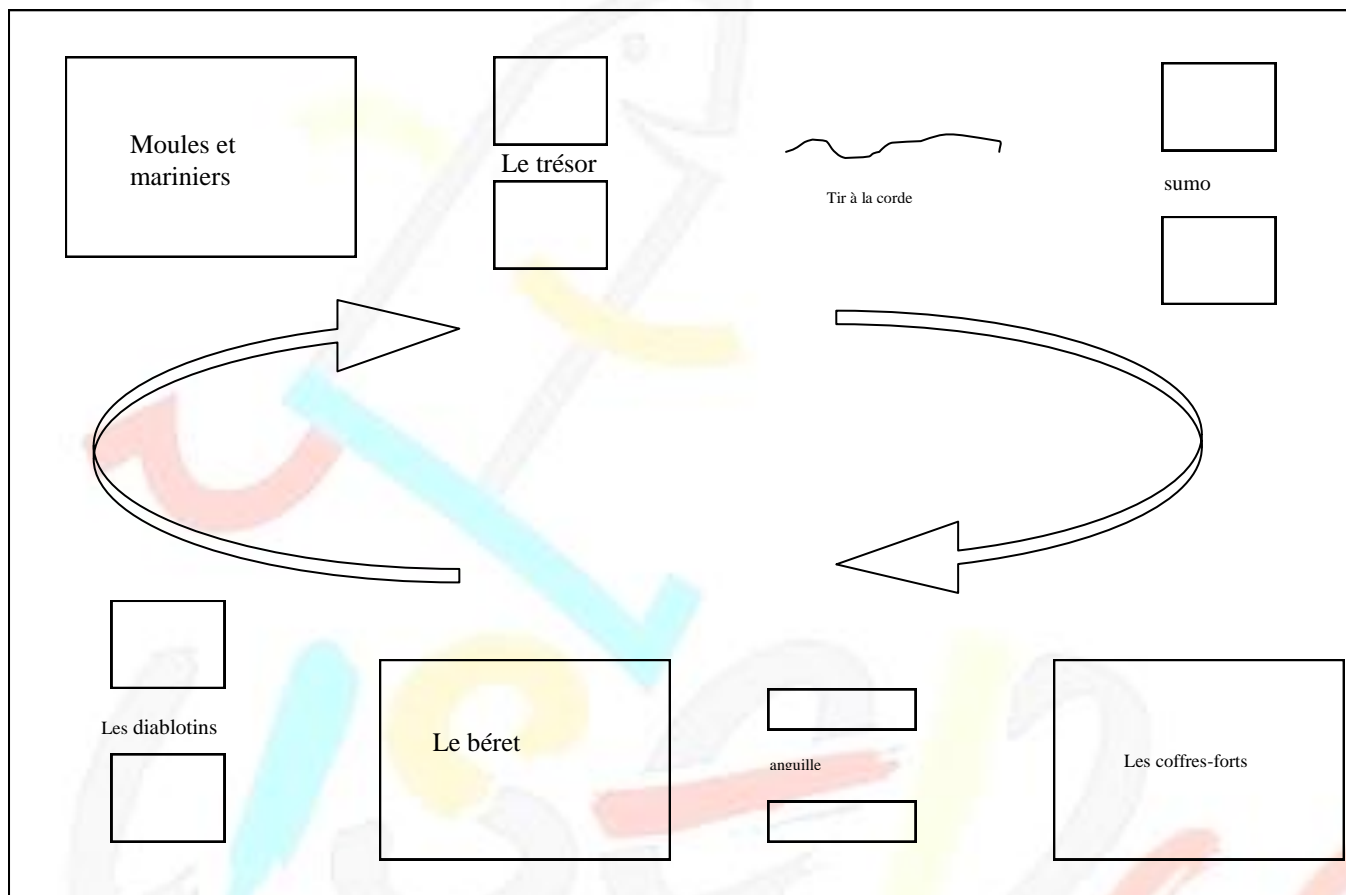 Moules et
mariniers
Le trésor
Tir à la corde
sumo
Les diablotins
Le béret
anguille
Les coffres-forts